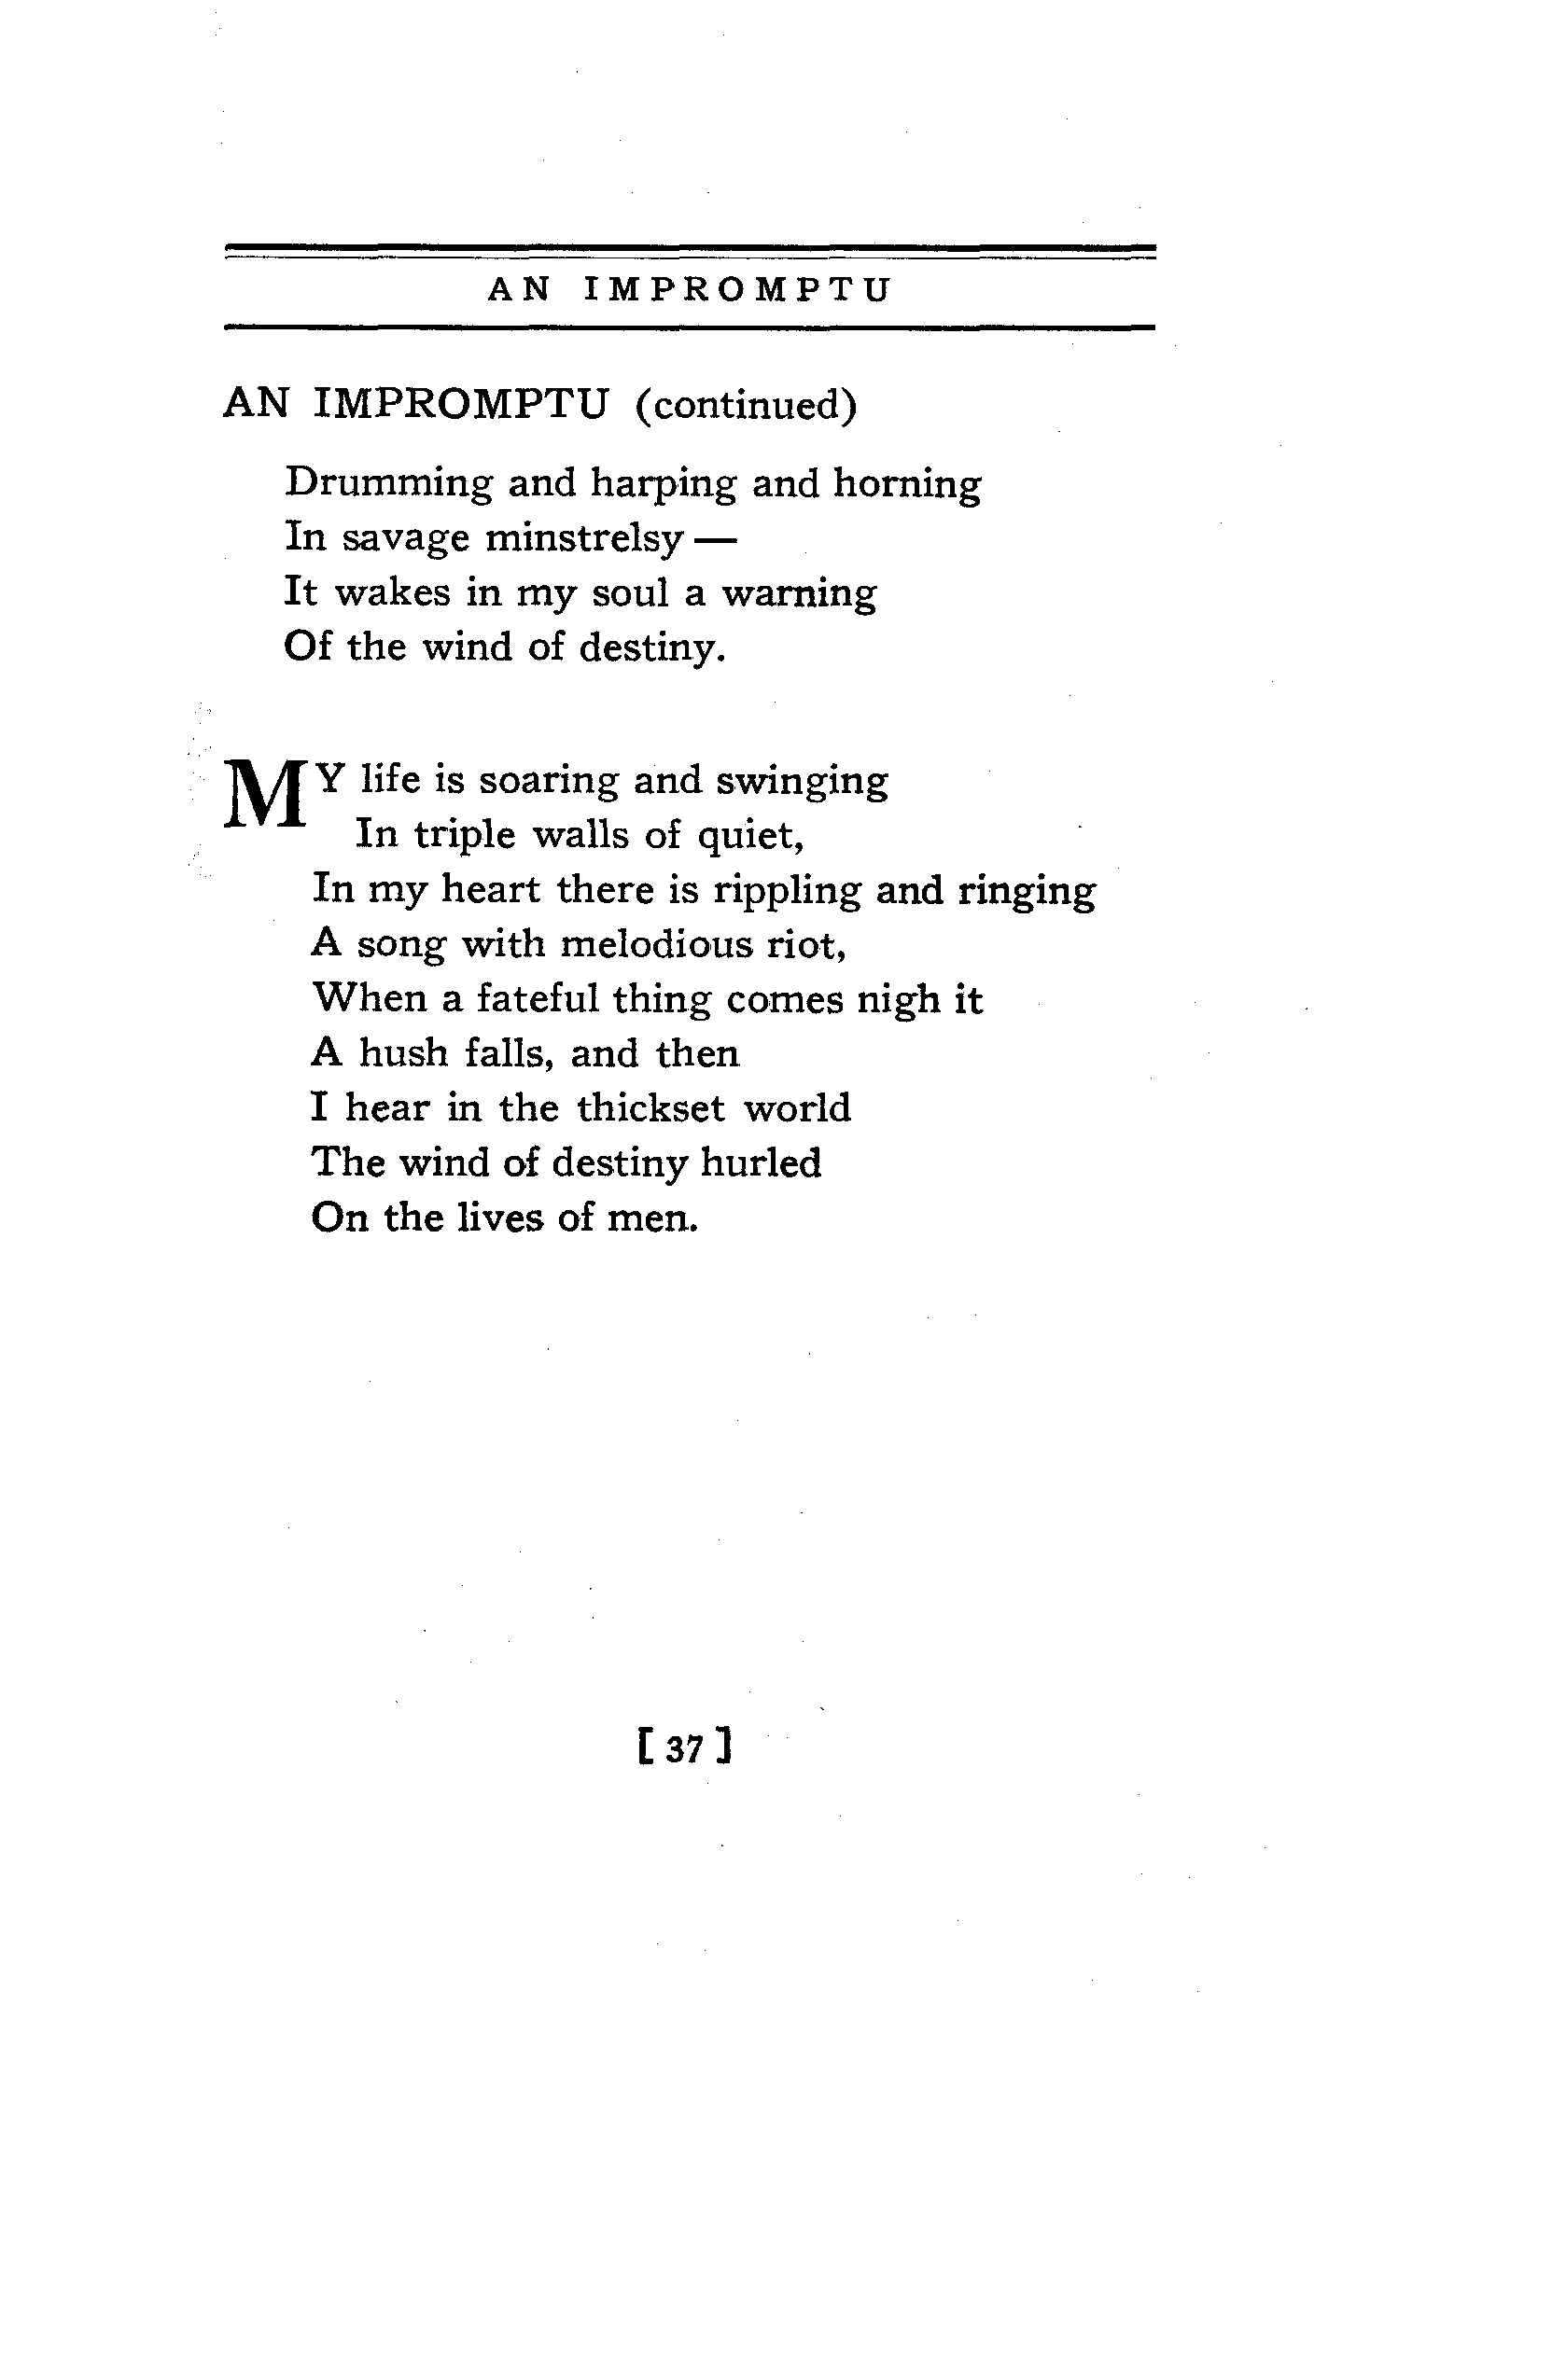 AN IMPROMPTU
AN IMPROMPTU (continued)
Drumming and harping and horning
In savage minstrelsy —
It wakes in my soul a warning
Of the wind of destiny.
MY life is soaring and swinging
In triple walls of quiet,
In my heart there is rippling and ringing
A song with melodious riot,
When a fateful thing comes nigh it
A hush falls, and then
I hear in the thickset world
The wind of destiny hurled
On the lives of men.
[ 37 ]